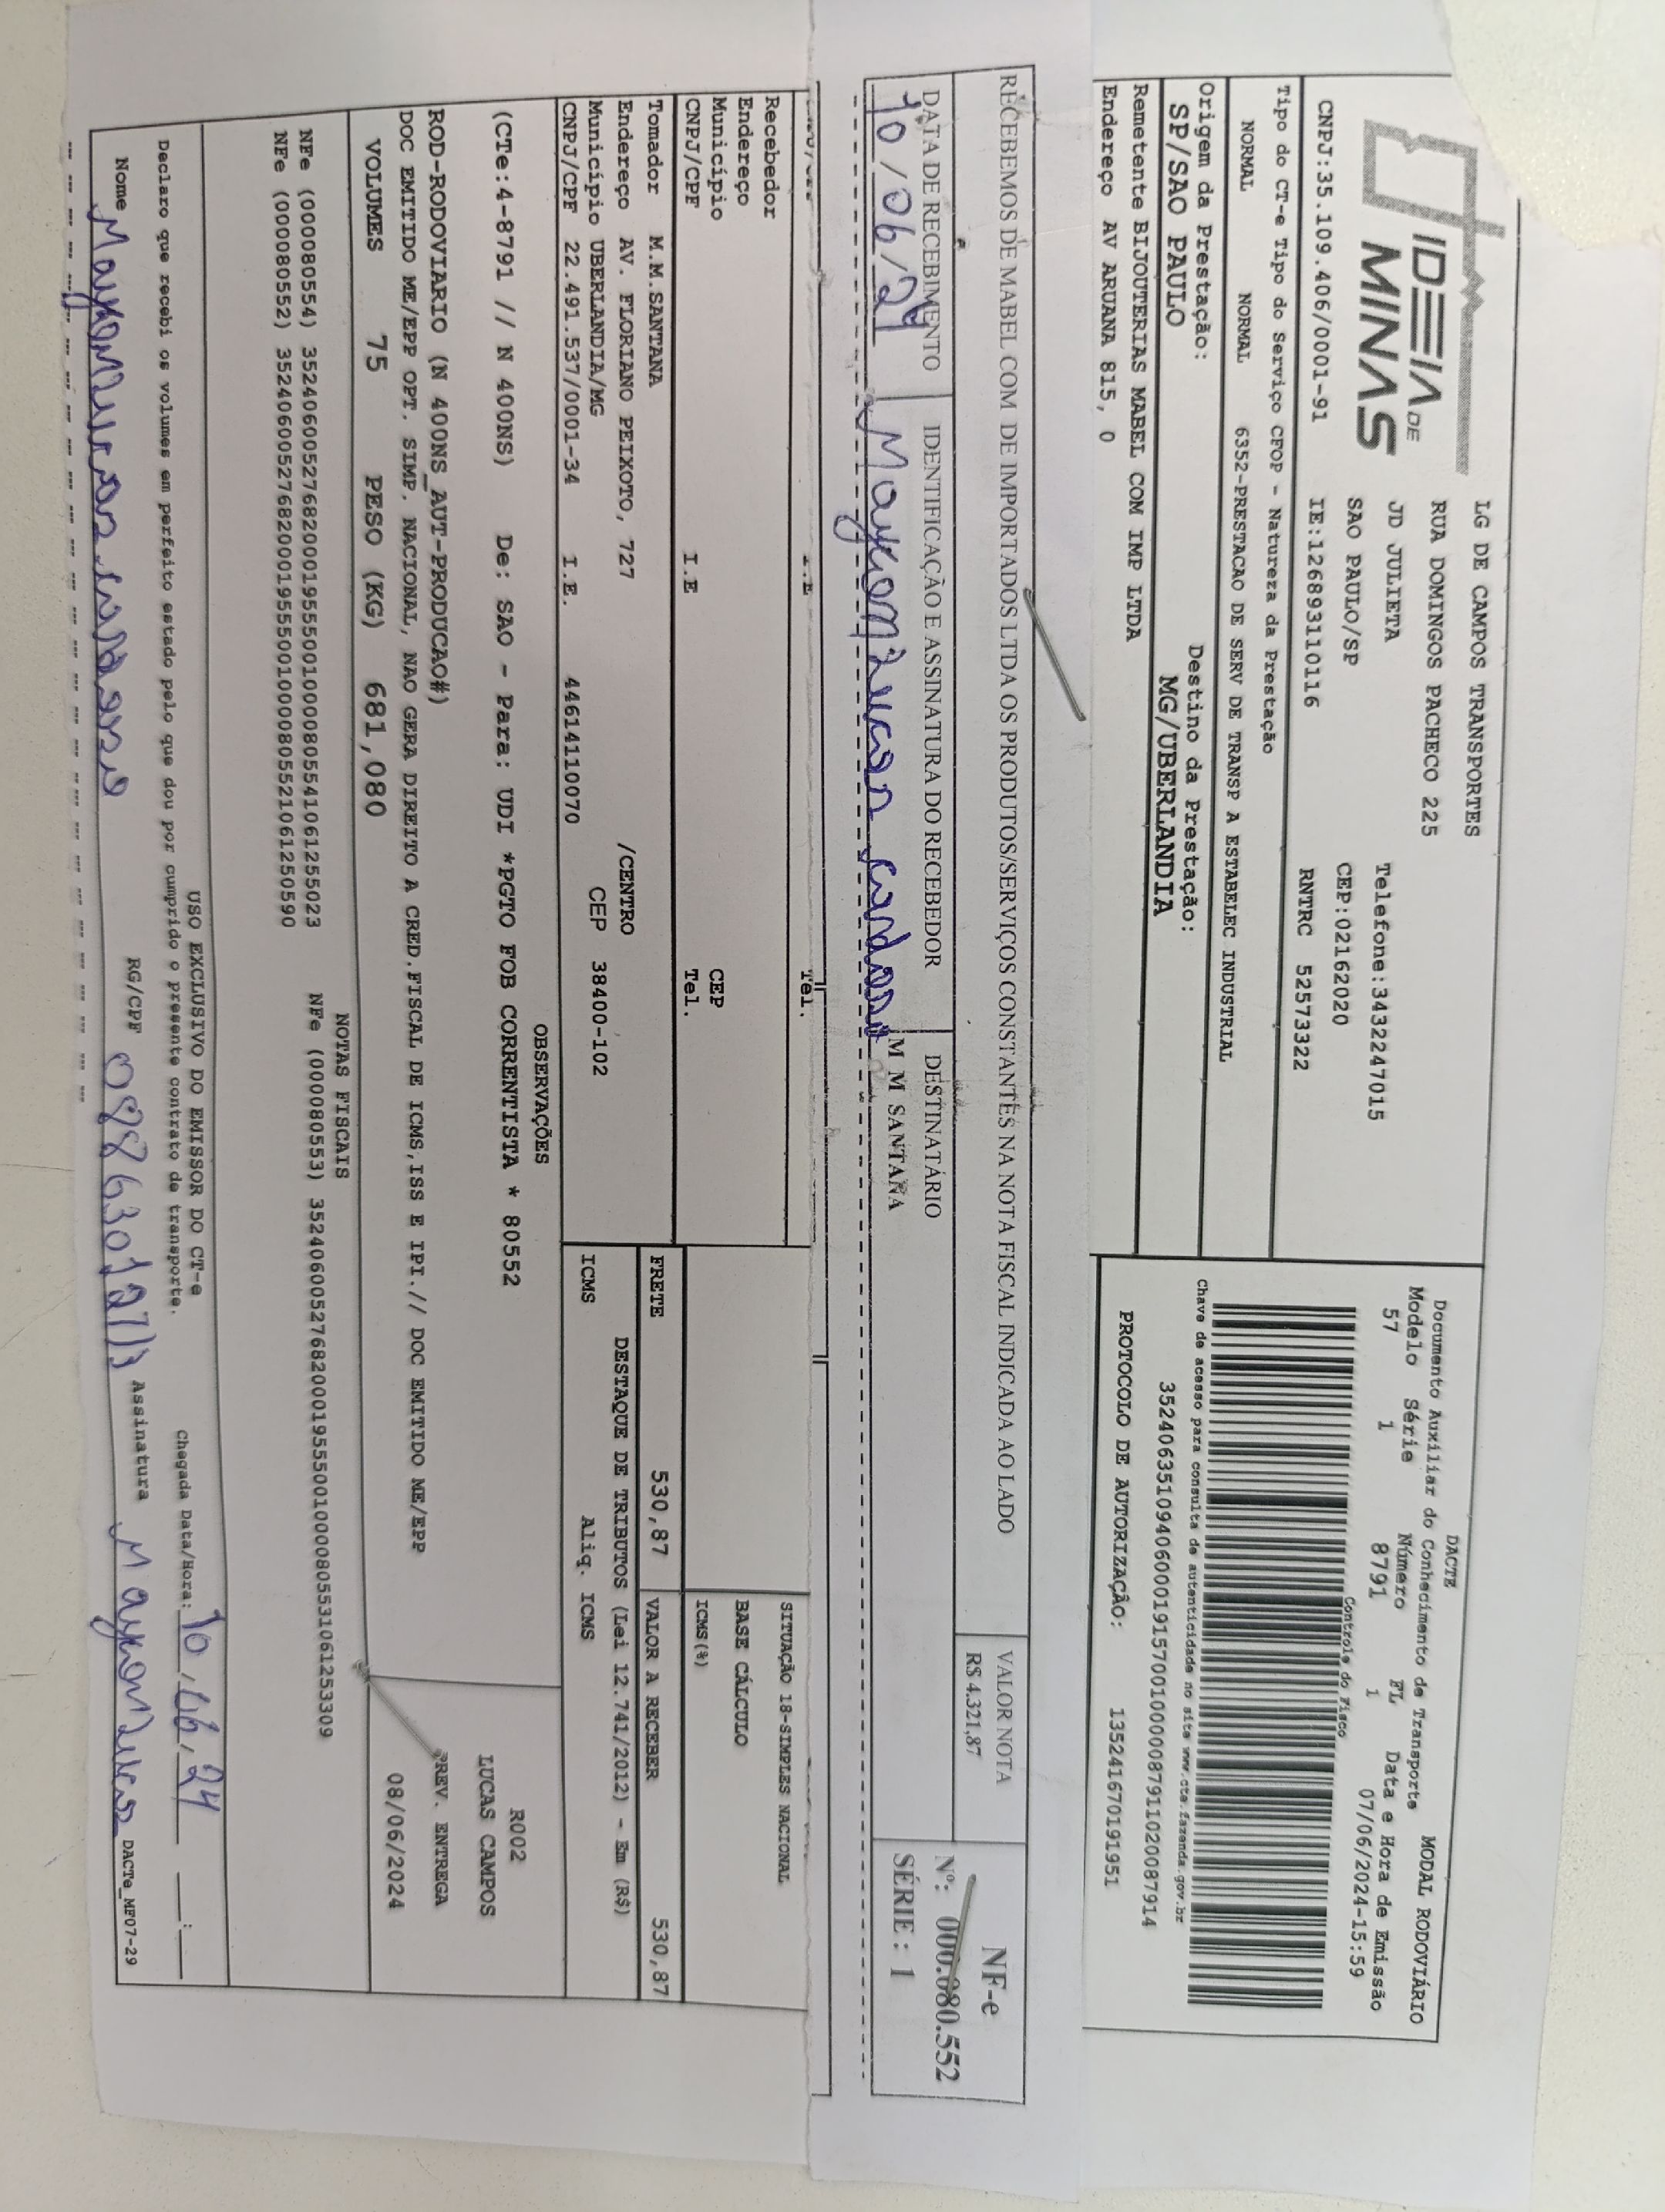 IDEIA DE
MINAS
LG DE CAMPOS TRANSPORTES
RUA DOMINGOS PACHECO 225
JD JULIETA
SAO PAULO/SP
Telefone:3432247015
CEP:02162020
CNPJ:35.109.406/0001-91 IE:126893110116 RNTRC 52573322
DACTE
Documento Auxiliar do Conhecimento de Transporte MODAL RODOVIÁRIO
Modelo Série Número FL Data e Hora de Emissão
57 1 8791 1 07/06/2024-15:59
Controle do Fisco
Tipo do CT-e Tipo do Serviço CFOP - Natureza da Prestação
NORMAL NORMAL 6352-PRESTACAO DE SERV DE TRANSP A ESTABELEC INDUSTRIAL
Origem da Prestação: Destino da Prestação:
SP/SAO PAULO MG/UBERLANDIA
Chave de acesso para consulta de autenticidade no site www.cte.fazenda.gov.br
35240635109406000191570010000087911020087914
PROTOCOLO DE AUTORIZAÇÃO: 135241670191951
Remetente BIJOUTERIAS MABEL COM IMP LTDA
Endereço AV ARUANA 815, 0
RECEBEMOS DE MABEL COM DE IMPORTADOS LTDA OS PRODUTOS/SERVIÇOS CONSTANTES NA NOTA FISCAL INDICADA AO LADO
VALOR NOTA
R$ 4.321,87
NF-e
Nº: 000.080.552
SÉRIE : 1
DATA DE RECEBIMENTO IDENTIFICAÇÃO E ASSINATURA DO RECEBEDOR DESTINATÁRIO
10/06/24 Maykom Lucas Cardoso M M SANTANA
I.E Tel.
Recebedor
Endereço
Município CEP
CNPJ/CPF I.E Tel.
SITUAÇÃO 18-SIMPLES NACIONAL
BASE CÁLCULO
ICMS(%)
Tomador M.M.SANTANA
Endereço AV. FLORIANO PEIXOTO, 727 /CENTRO
Município UBERLANDIA/MG CEP 38400-102
CNPJ/CPF 22.491.537/0001-34 I.E. 44614110070
FRETE 530,87 VALOR A RECEBER 530,87
DESTAQUE DE TRIBUTOS (Lei 12.741/2012) - Em (R$)
ICMS Aliq. ICMS
OBSERVAÇÕES
(CTe:4-8791 // N 400NS) De: SAO - Para: UDI *PGTO FOB CORRENTISTA * 80552
R002
LUCAS CAMPOS
ROD-RODOVIARIO (N 400NS_AUT-PRODUCAO#)
DOC EMITIDO ME/EPP OPT. SIMP. NACIONAL, NAO GERA DIREITO A CRED.FISCAL DE ICMS,ISS E IPI.// DOC EMITIDO ME/EPP
PREV. ENTREGA
08/06/2024
VOLUMES 75 PESO (KG) 681,080
NOTAS FISCAIS
NFe (000080554) 35240600527682000195550010000805541061255023 NFe (000080553) 35240600527682000195550010000805531061253309
NFe (000080552) 35240600527682000195550010000805521061250590
USO EXCLUSIVO DO EMISSOR DO CT-e
Declaro que recebi os volumes em perfeito estado pelo que dou por cumprido o presente contrato de transporte. Chegada Data/Hora: 10/06/24 __:__
Nome Maykom Lucas Cardoso RG/CPF Assinatura Maykom Lucas DACTe_MF07-29